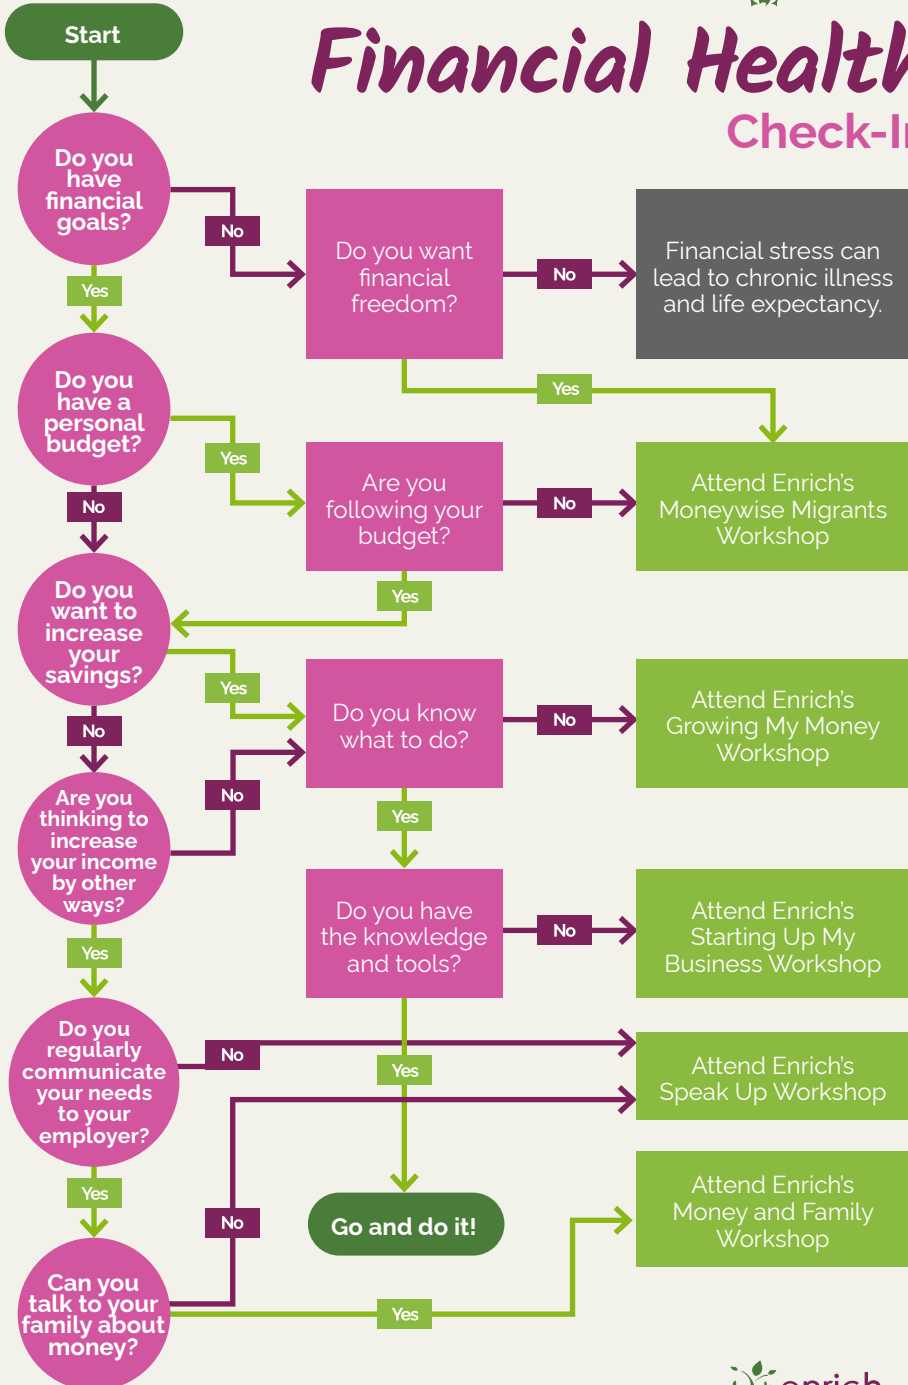 Start
Financial Health
Check-In
Do you
have
financial
goals?
No
Do you want
financial
freedom?
No
Financial stress can
lead to chronic illness
and life expectancy.
Yes
Yes
Do you
have a
personal
budget?
Yes
Are you
following your
budget?
No
Attend Enrich's
Moneywise Migrants
Workshop
No
Yes
Do you
want to
increase
your
savings?
Yes
Do you know
what to do?
No
Attend Enrich's
Growing My Money
Workshop
No
Are you
thinking to
increase
your income
by other
ways?
No
Yes
Do you have
the knowledge
and tools?
No
Attend Enrich's
Starting Up My
Business Workshop
Yes
Do you
regularly
communicate
your needs
to your
employer?
No
Yes
Attend Enrich's
Speak Up Workshop
Yes
No
Go and do it!
Attend Enrich's
Money and Family
Workshop
Can you
talk to your
family about
money?
Yes
enrich